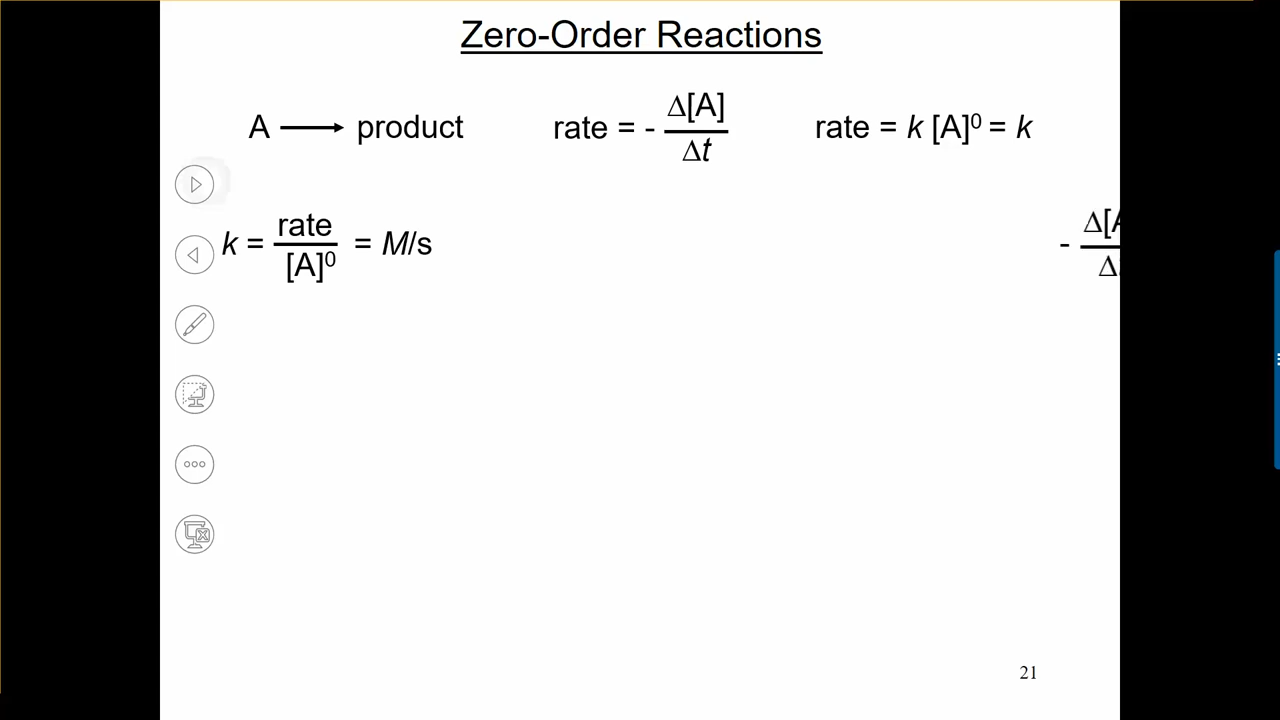 Zero-Order Reactions
A ⟶ product rate = - Δ[A]/Δt rate = k [A]⁰ = k
k = rate/[A]⁰ = M/s - Δ[
21